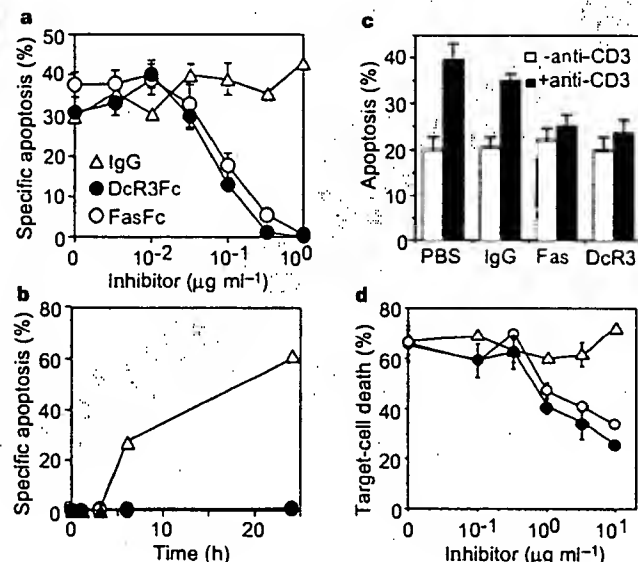 a
Specific apoptosis (%)
50
40
30
20
10
0
IgG
DcR3Fc
FasFc
0 10-2 10-1 100
Inhibitor (µg ml–1)
c
Apoptosis (%)
40
30
20
10
0
-anti-CD3
+anti-CD3
PBS IgG Fas DcR3
b
Specific apoptosis (%)
80
60
40
20
0
0 10 20
Time (h)
d
Target-cell death (%)
80
60
40
20
0
0 10-1 100 101
Inhibitor (µg ml–1)